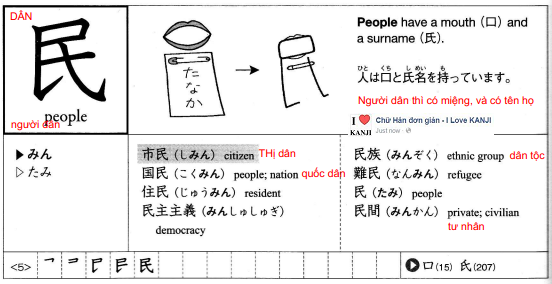 DÂN
民
people
người dân
たなか
People have a mouth (口) and
a surname (氏).
ひと くち し めい も
人は口と氏名を持っています。
Người dân thì có miệng, và có tên họ
I ❤ KANJI
Chữ Hán đơn giản - I Love KANJI
Just now
▶ みん
▷ たみ
市民 (しみん) citizen THị dân
国民 (こくみん) people; nation quốc dân
住民 (じゅうみん) resident
民主主義 (みんしゅしゅぎ)
democracy
民族 (みんぞく) ethnic group dân tộc
難民 (なんみん) refugee
民 (たみ) people
民間 (みんかん) private; civilian
tư nhân
<5>
民
口(15) 氏(207)